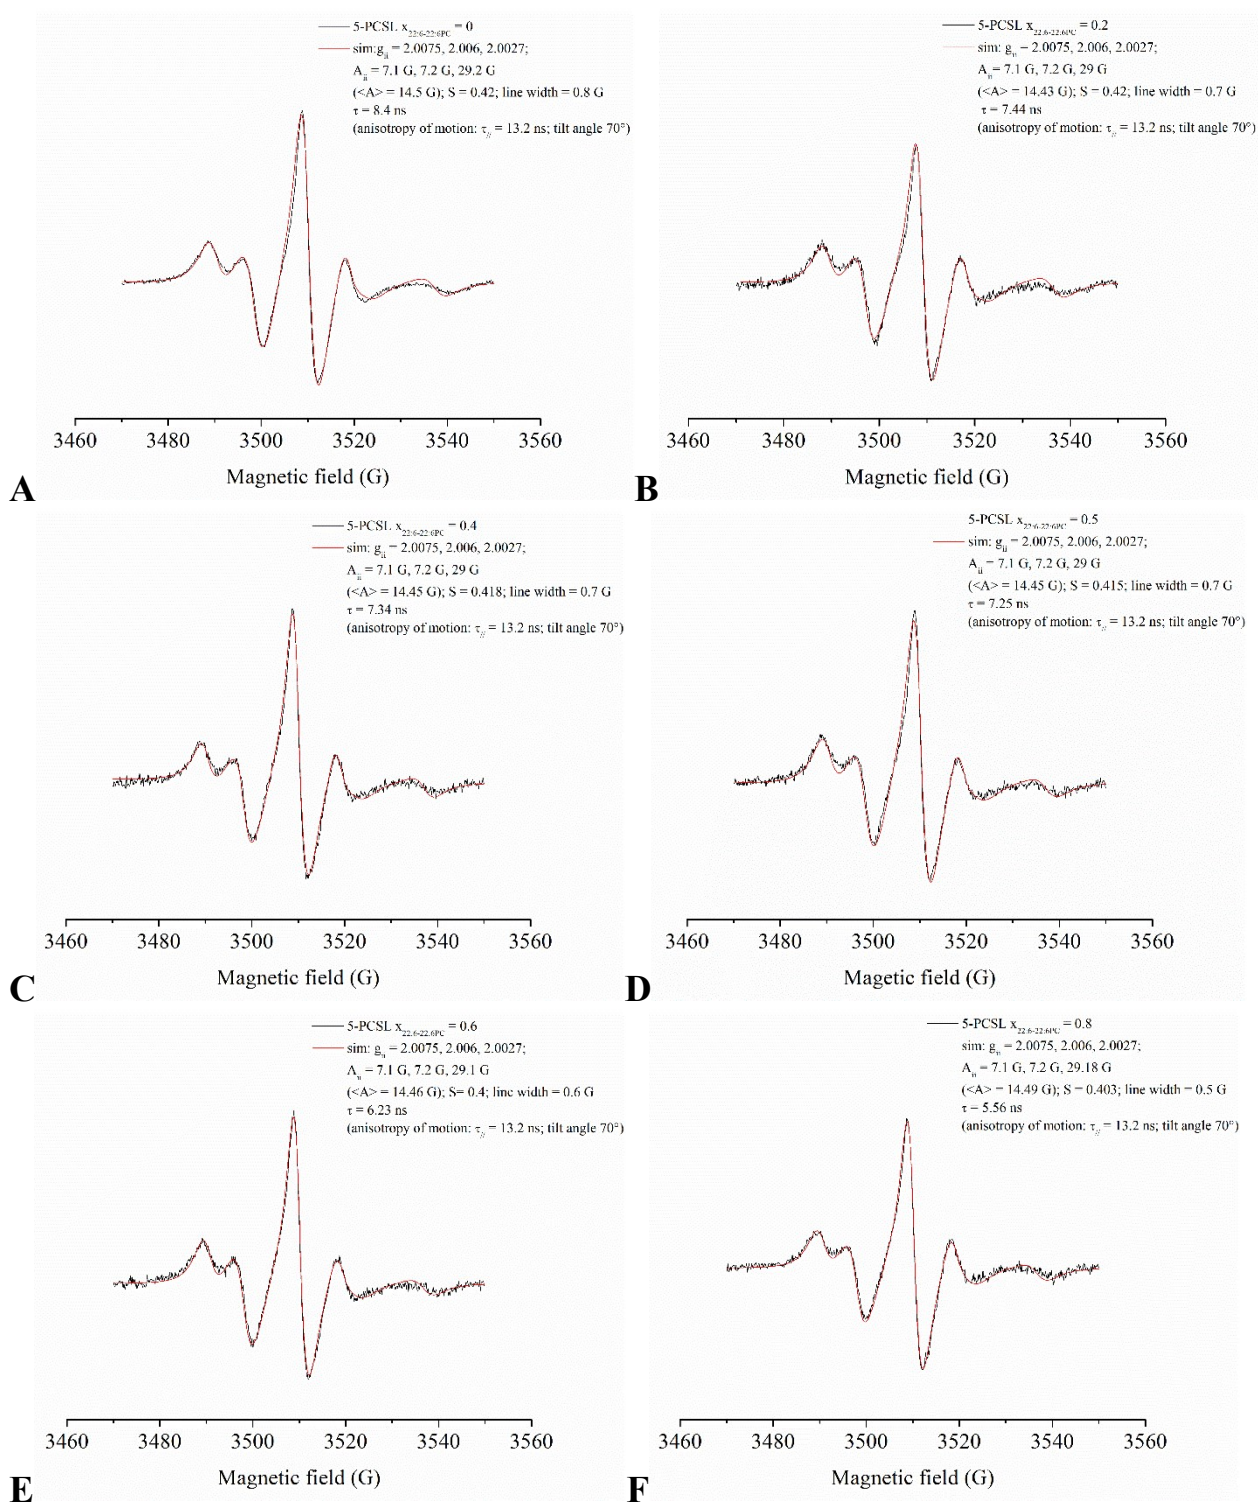 5-PCSL x22:6-22:6PC = 0
sim:gii = 2.0075, 2.006, 2.0027;
Aii = 7.1 G, 7.2 G, 29.2 G
(<A> = 14.5 G); S = 0.42; line width = 0.8 G
τ = 8.4 ns
(anisotropy of motion: τ// = 13.2 ns; tilt angle 70°)
3460 3480 3500 3520 3540 3560
Magnetic field (G)
A
5-PCSL x22:6-22:6PC = 0.2
sim: gii = 2.0075, 2.006, 2.0027;
Aii = 7.1 G, 7.2 G, 29 G
(<A> = 14.43 G); S = 0.42; line width = 0.7 G
τ = 7.44 ns
(anisotropy of motion: τ// = 13.2 ns; tilt angle 70°)
3460 3480 3500 3520 3540 3560
Magnetic field (G)
B
5-PCSL x22:6-22:6PC = 0.4
sim: gii = 2.0075, 2.006, 2.0027;
Aii = 7.1 G, 7.2 G, 29 G
(<A> = 14.45 G); S = 0.418; line width = 0.7 G
τ = 7.34 ns
(anisotropy of motion: τ// = 13.2 ns; tilt angle 70°)
3460 3480 3500 3520 3540 3560
Magnetic field (G)
C
5-PCSL x22:6-22:6PC = 0.5
sim: gii = 2.0075, 2.006, 2.0027;
Aii = 7.1 G, 7.2 G, 29 G
(<A> = 14.45 G); S = 0.415; line width = 0.7 G
τ = 7.25 ns
(anisotropy of motion: τ// = 13.2 ns; tilt angle 70°)
3460 3480 3500 3520 3540 3560
Magetic field (G)
D
5-PCSL x22:6-22:6PC = 0.6
sim: gii = 2.0075, 2.006, 2.0027;
Aii = 7.1 G, 7.2 G, 29.1 G
(<A> = 14.46 G); S= 0.4; line width = 0.6 G
τ = 6.23 ns
(anisotropy of motion: τ// = 13.2 ns; tilt angle 70°)
3460 3480 3500 3520 3540 3560
Magnetic field (G)
E
5-PCSL x22:6-22:6PC = 0.8
sim: gii = 2.0075, 2.006, 2.0027;
Aii = 7.1 G, 7.2 G, 29.18 G
(<A> = 14.49 G); S = 0.403; line width = 0.5 G
τ = 5.56 ns
(anisotropy of motion: τ// = 13.2 ns; tilt angle 70°)
3460 3480 3500 3520 3540 3560
Magnetic field (G)
F